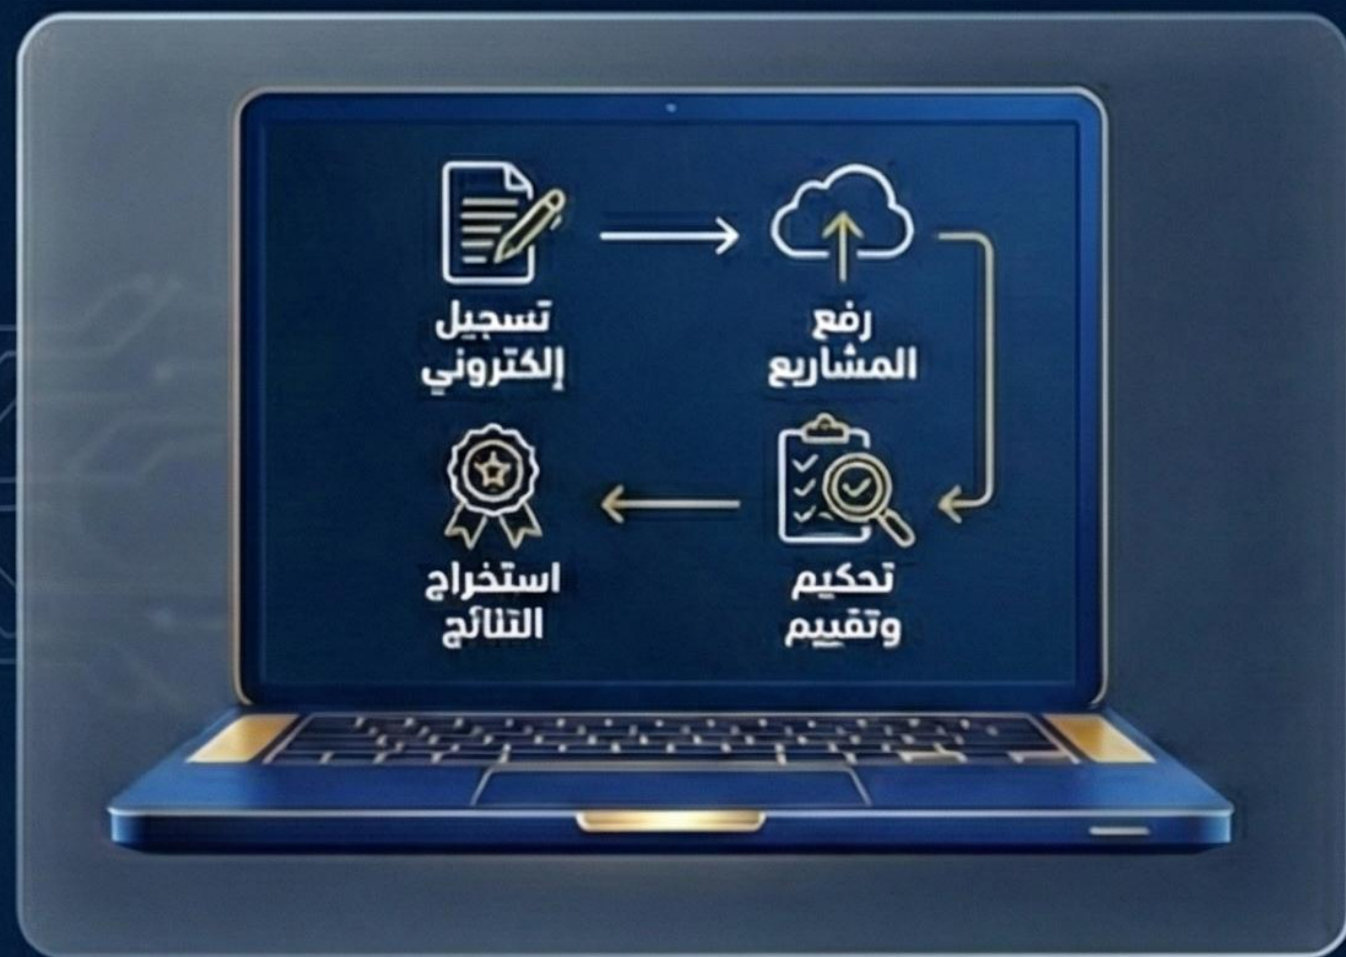 تسجيل
إلكتروني
رفع
المشاريع
تحكيم
وتقييم
استخراج
النتائج